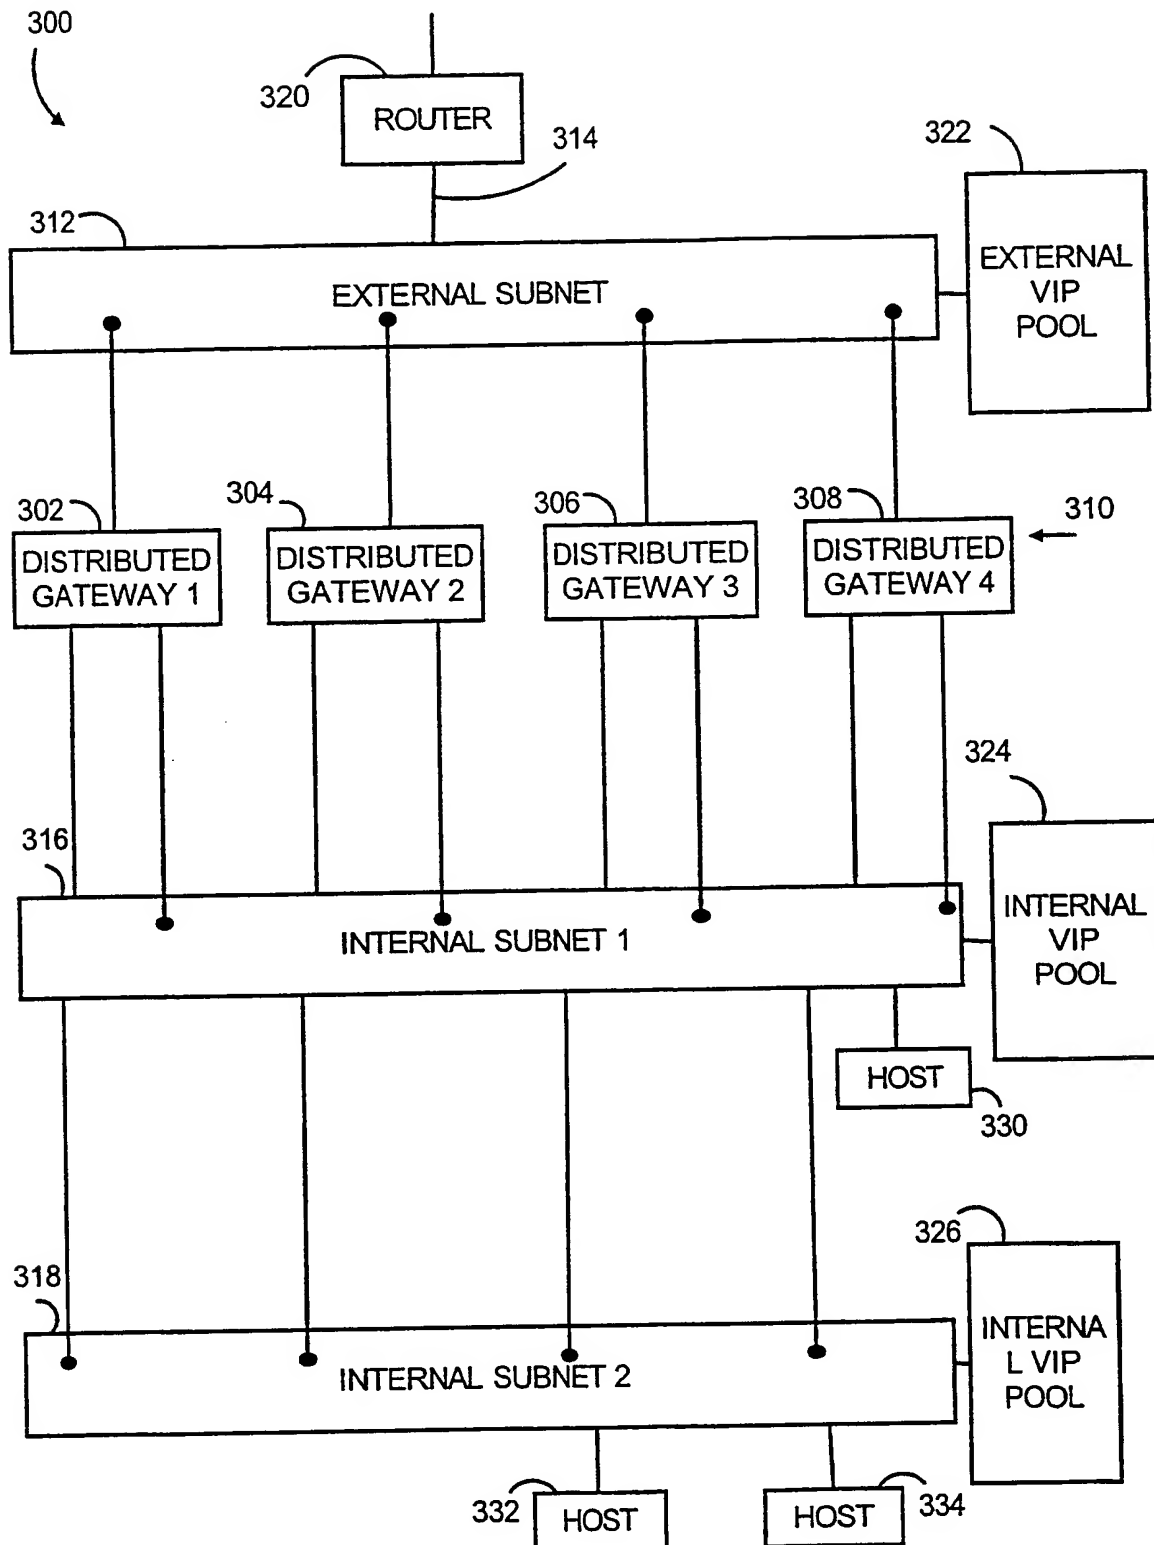 300
320
ROUTER
314
322
312
EXTERNAL SUBNET
EXTERNAL
VIP
POOL
302
304
306
308
310
DISTRIBUTED
GATEWAY 1
DISTRIBUTED
GATEWAY 2
DISTRIBUTED
GATEWAY 3
DISTRIBUTED
GATEWAY 4
324
316
INTERNAL SUBNET 1
INTERNAL
VIP
POOL
HOST
330
326
318
INTERNAL SUBNET 2
INTERNA
L VIP
POOL
332
HOST
HOST
334